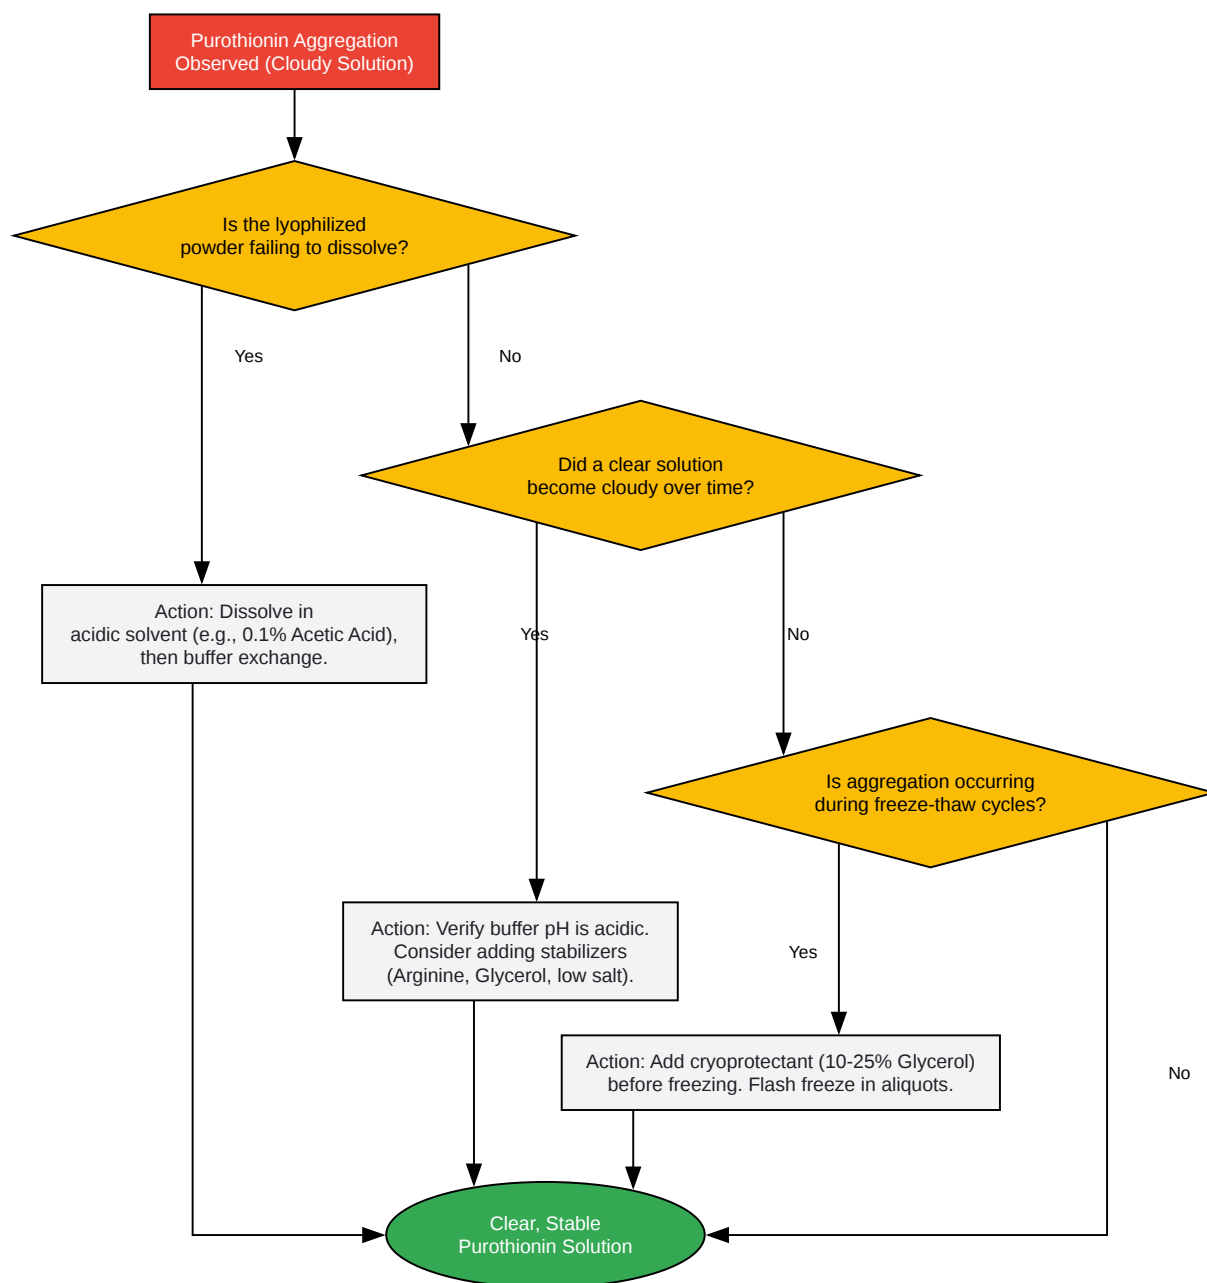 Purothionin Aggregation
Observed (Cloudy Solution)
Is the lyophilized
powder failing to dissolve?
Yes
No
Did a clear solution
become cloudy over time?
Action: Dissolve in
acidic solvent (e.g., 0.1% Acetic Acid),
then buffer exchange.
Yes
No
Is aggregation occurring
during freeze-thaw cycles?
Action: Verify buffer pH is acidic.
Consider adding stabilizers
(Arginine, Glycerol, low salt).
Yes
Action: Add cryoprotectant (10-25% Glycerol)
before freezing. Flash freeze in aliquots.
No
Clear, Stable
Purothionin Solution